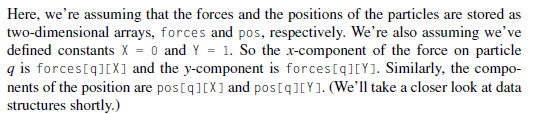 Here, we're assuming that the forces and the positions of the particles are stored as
two-dimensional arrays, forces and pos, respectively. We're also assuming we've
defined constants X = 0 and Y = 1. So the x-component of the force on particle
q is forces[q][X] and the y-component is forces[q][Y]. Similarly, the compo-
nents of the position are pos[q][X] and pos[q][Y]. (We'll take a closer look at data
structures shortly.)